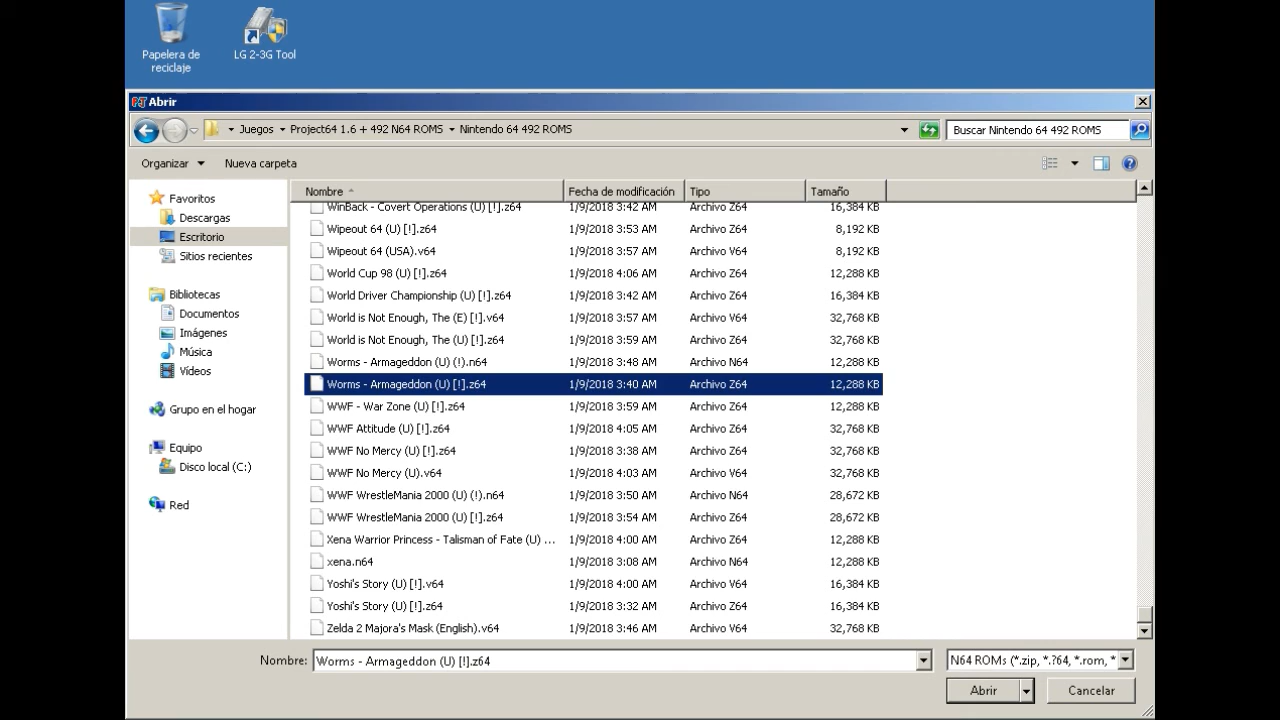 Papelera de
reciclaje
LG 2-3G Tool
PJ Abrir
Juegos Project64 1.6 + 492 N64 ROMS Nintendo 64 492 ROMS Buscar Nintendo 64 492 ROMS
Organizar Nueva carpeta
Favoritos
Descargas
Escritorio
Sitios recientes
Bibliotecas
Documentos
Imágenes
Música
Vídeos
Grupo en el hogar
Equipo
Disco local (C:)
Red
Nombre Fecha de modificación Tipo Tamaño
WinBack - Covert Operations (U) [!].z64 1/9/2018 3:42 AM Archivo Z64 16,384 KB
Wipeout 64 (U) [!].z64 1/9/2018 3:53 AM Archivo Z64 8,192 KB
Wipeout 64 (USA).v64 1/9/2018 3:57 AM Archivo V64 8,192 KB
World Cup 98 (U) [!].z64 1/9/2018 4:06 AM Archivo Z64 12,288 KB
World Driver Championship (U) [!].z64 1/9/2018 3:42 AM Archivo Z64 16,384 KB
World is Not Enough, The (E) [!].v64 1/9/2018 3:57 AM Archivo V64 32,768 KB
World is Not Enough, The (U) [!].z64 1/9/2018 3:59 AM Archivo Z64 32,768 KB
Worms - Armageddon (U) (!).n64 1/9/2018 3:48 AM Archivo N64 12,288 KB
Worms - Armageddon (U) [!].z64 1/9/2018 3:40 AM Archivo Z64 12,288 KB
WWF - War Zone (U) [!].z64 1/9/2018 3:59 AM Archivo Z64 12,288 KB
WWF Attitude (U) [!].z64 1/9/2018 4:05 AM Archivo Z64 32,768 KB
WWF No Mercy (U) [!].z64 1/9/2018 3:38 AM Archivo Z64 32,768 KB
WWF No Mercy (U).v64 1/9/2018 4:03 AM Archivo V64 32,768 KB
WWF WrestleMania 2000 (U) (!).n64 1/9/2018 3:50 AM Archivo N64 28,672 KB
WWF WrestleMania 2000 (U) [!].z64 1/9/2018 3:54 AM Archivo Z64 28,672 KB
Xena Warrior Princess - Talisman of Fate (U) ... 1/9/2018 4:00 AM Archivo Z64 12,288 KB
xena.n64 1/9/2018 3:08 AM Archivo N64 12,288 KB
Yoshi's Story (U) [!].v64 1/9/2018 4:00 AM Archivo V64 16,384 KB
Yoshi's Story (U) [!].z64 1/9/2018 3:32 AM Archivo Z64 16,384 KB
Zelda 2 Majora's Mask (English).v64 1/9/2018 3:46 AM Archivo V64 32,768 KB
Nombre: Worms - Armageddon (U) [!].z64 N64 ROMs (*.zip, *.?64, *.rom, *
Abrir Cancelar